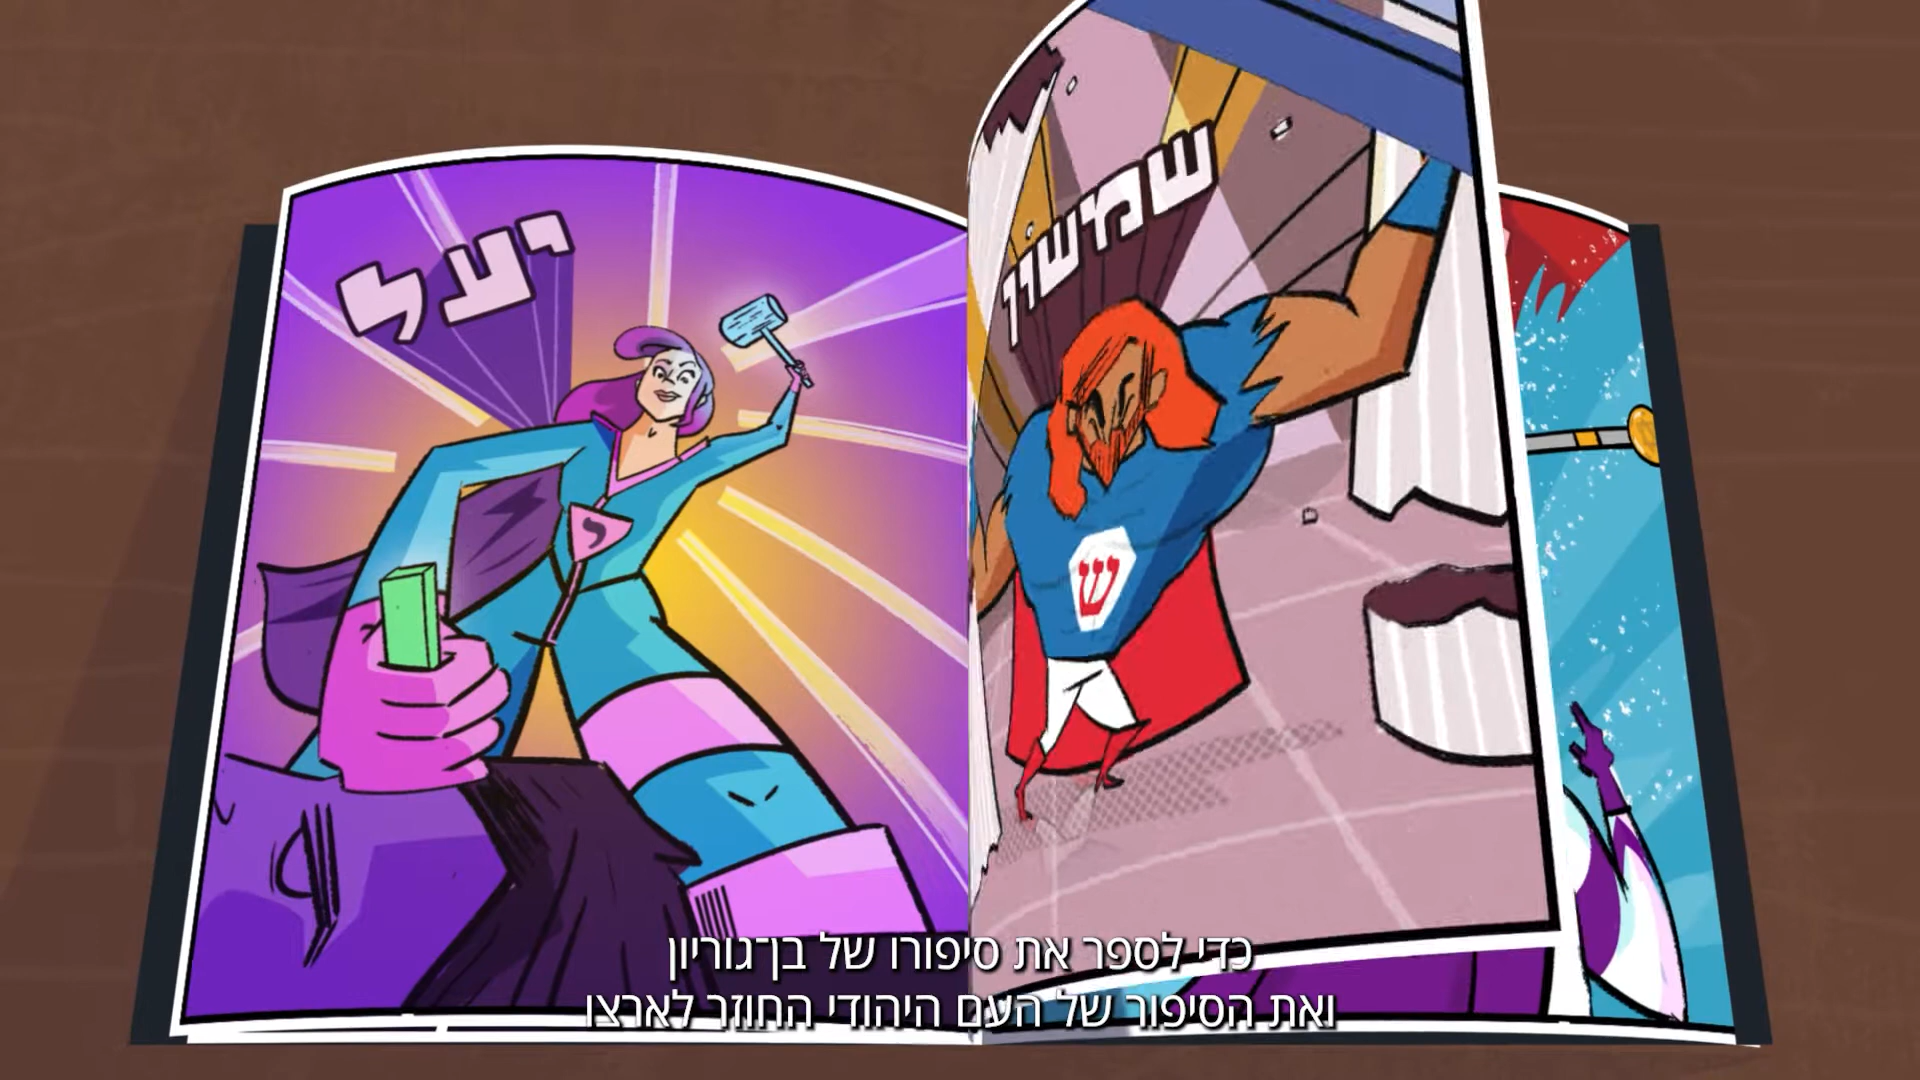 יעל
י
שמשון
ש
כדי לספר את סיפורו של בן־גוריון
ואת הסיפור של העם היהודי החוזר לארצו